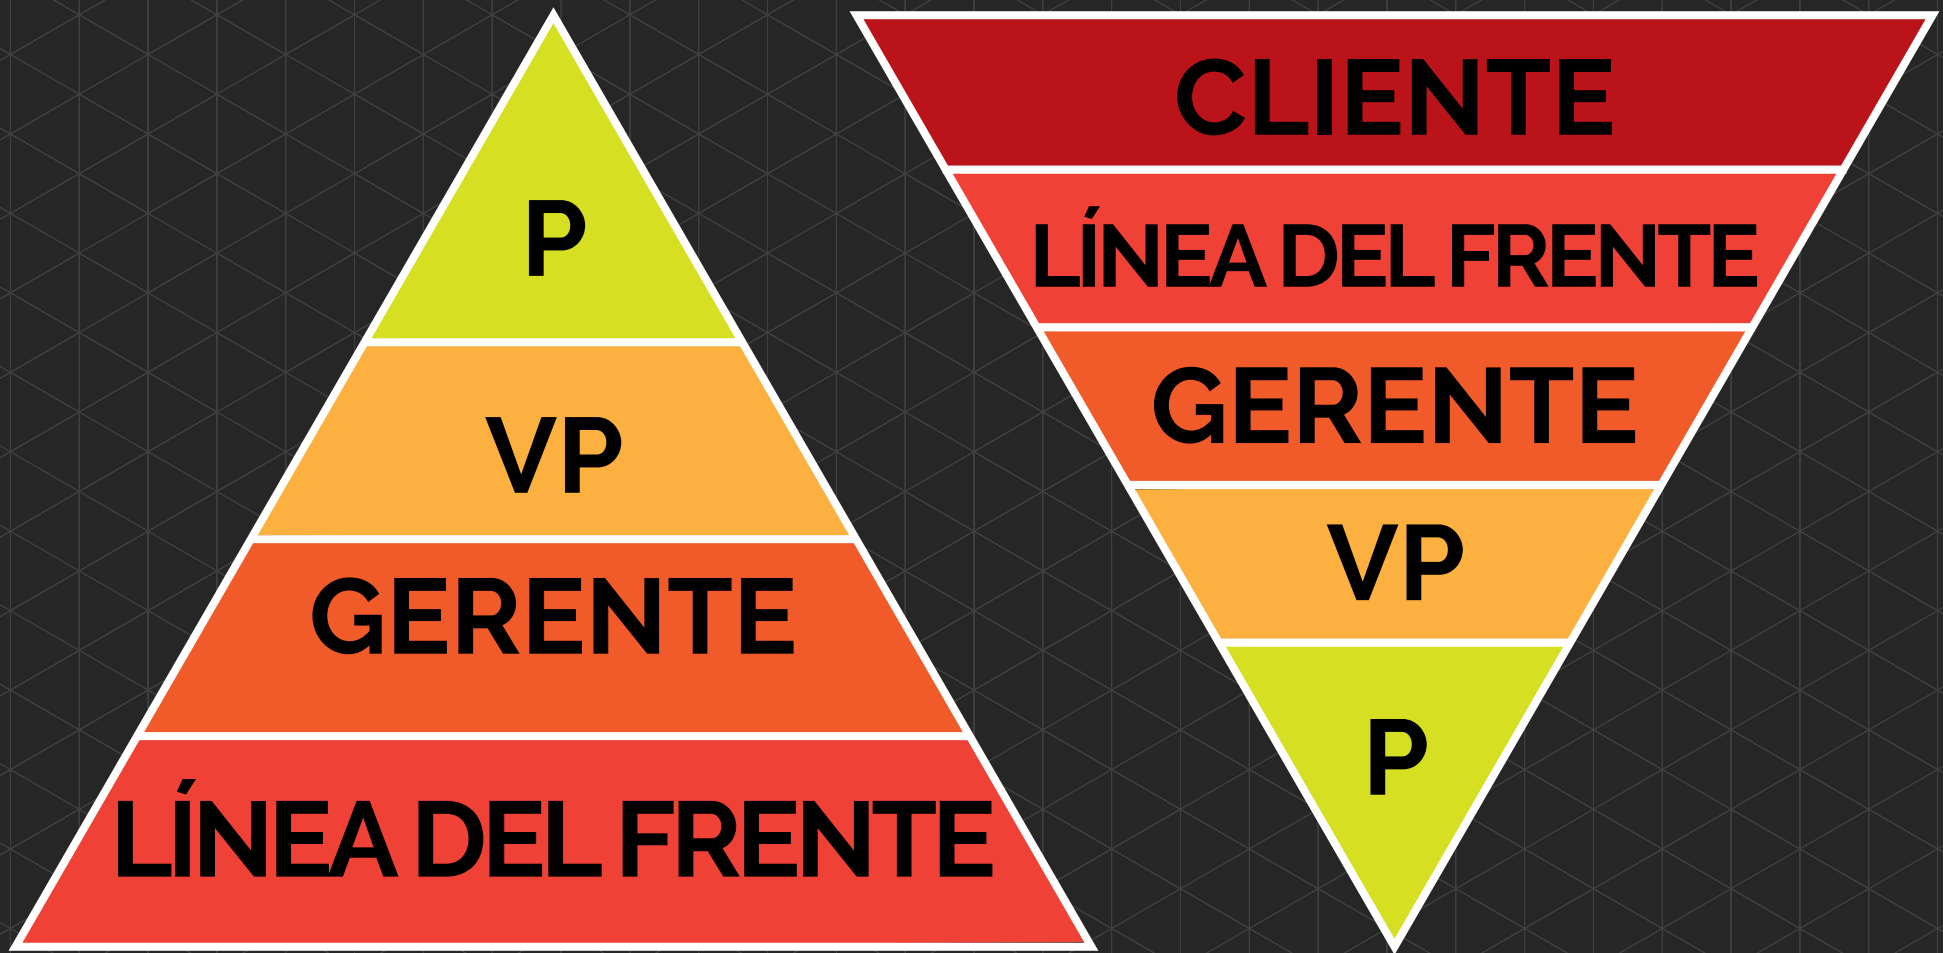 P
VP
GERENTE
LÍNEA DEL FRENTE
CLIENTE
LÍNEA DEL FRENTE
GERENTE
VP
P